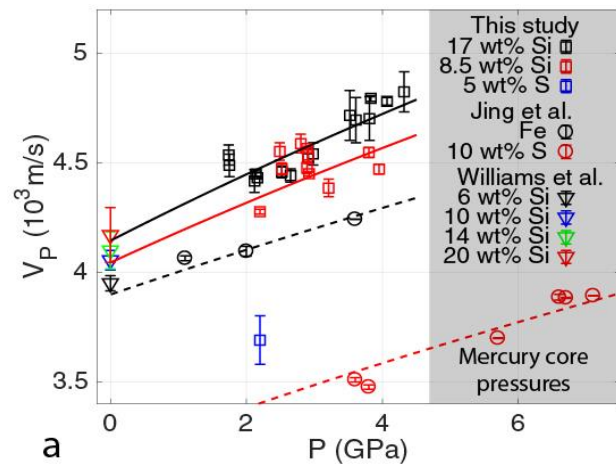 This study
17 wt% Si
8.5 wt% Si
5 wt% S
Jing et al.
Fe
10 wt% S
Williams et al.
6 wt% Si
10 wt% Si
14 wt% Si
20 wt% Si
5
4.5
4
3.5
V_P (10³ m/s)
Mercury core
pressures
0
2
4
6
P (GPa)
a